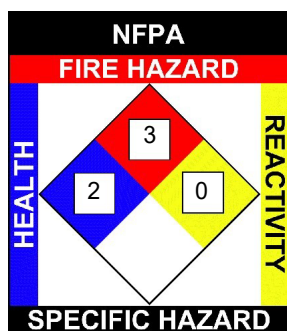 NFPA
FIRE HAZARD
3
HEALTH
2
0
REACTIVITY
SPECIFIC HAZARD